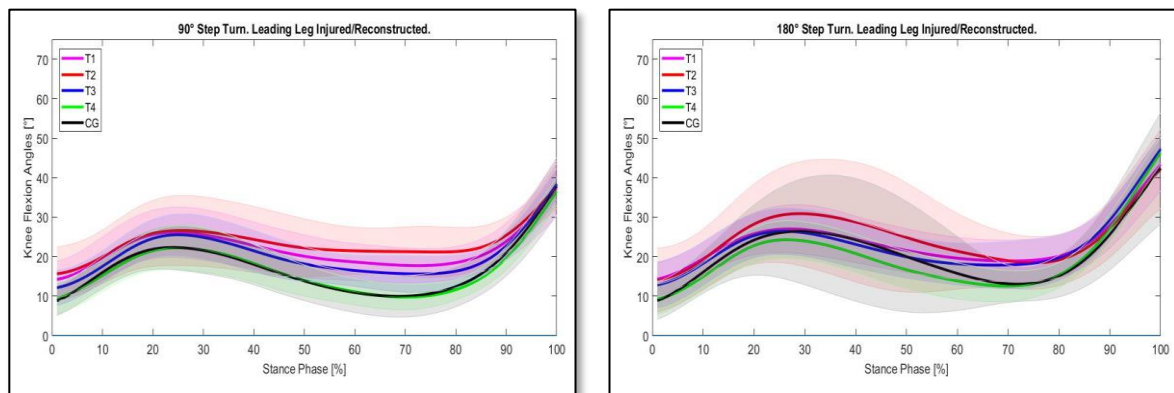 90° Step Turn. Leading Leg Injured/Reconstructed.
Knee Flexion Angles [°]
70
60
50
40
30
20
10
0
T1
T2
T3
T4
CG
0 10 20 30 40 50 60 70 80 90 100
Stance Phase [%]
180° Step Turn. Leading Leg Injured/Reconstructed.
Knee Flexion Angles [°]
70
60
50
40
30
20
10
0
T1
T2
T3
T4
CG
0 10 20 30 40 50 60 70 80 90 100
Stance Phase [%]